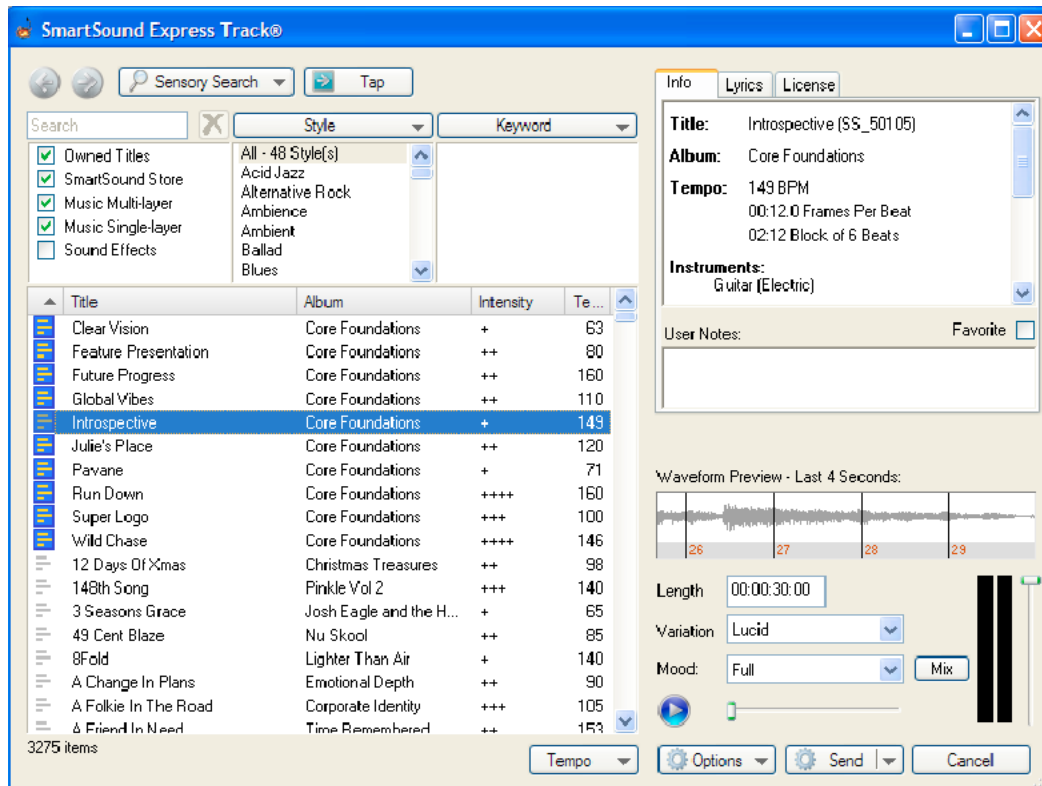 SmartSound Express Track®
Sensory Search
Tap
Search
Style
Keyword
Owned Titles
SmartSound Store
Music Multi-layer
Music Single-layer
Sound Effects
All - 48 Style(s)
Acid Jazz
Alternative Rock
Ambience
Ambient
Ballad
Blues
Title Album Intensity Te...
Clear Vision Core Foundations + 63
Feature Presentation Core Foundations ++ 80
Future Progress Core Foundations ++ 160
Global Vibes Core Foundations ++ 110
Introspective Core Foundations + 149
Julie's Place Core Foundations ++ 120
Pavane Core Foundations + 71
Run Down Core Foundations ++++ 160
Super Logo Core Foundations +++ 100
Wild Chase Core Foundations ++++ 146
12 Days Of Xmas Christmas Treasures ++ 98
148th Song Pinkle Vol 2 +++ 140
3 Seasons Grace Josh Eagle and the H... + 65
49 Cent Blaze Nu Skool ++ 85
8Fold Lighter Than Air + 140
A Change In Plans Emotional Depth ++ 90
A Folkie In The Road Corporate Identity +++ 105
A Friend In Need Time Remembered ++ 153
3275 items
Tempo
Info Lyrics License
Title: Introspective (SS_50105)
Album: Core Foundations
Tempo: 149 BPM
00:12.0 Frames Per Beat
02:12 Block of 6 Beats
Instruments:
Guitar (Electric)
User Notes: Favorite
Waveform Preview - Last 4 Seconds:
26 27 28 29
Length 00:00:30:00
Variation Lucid
Mood: Full Mix
Options Send Cancel